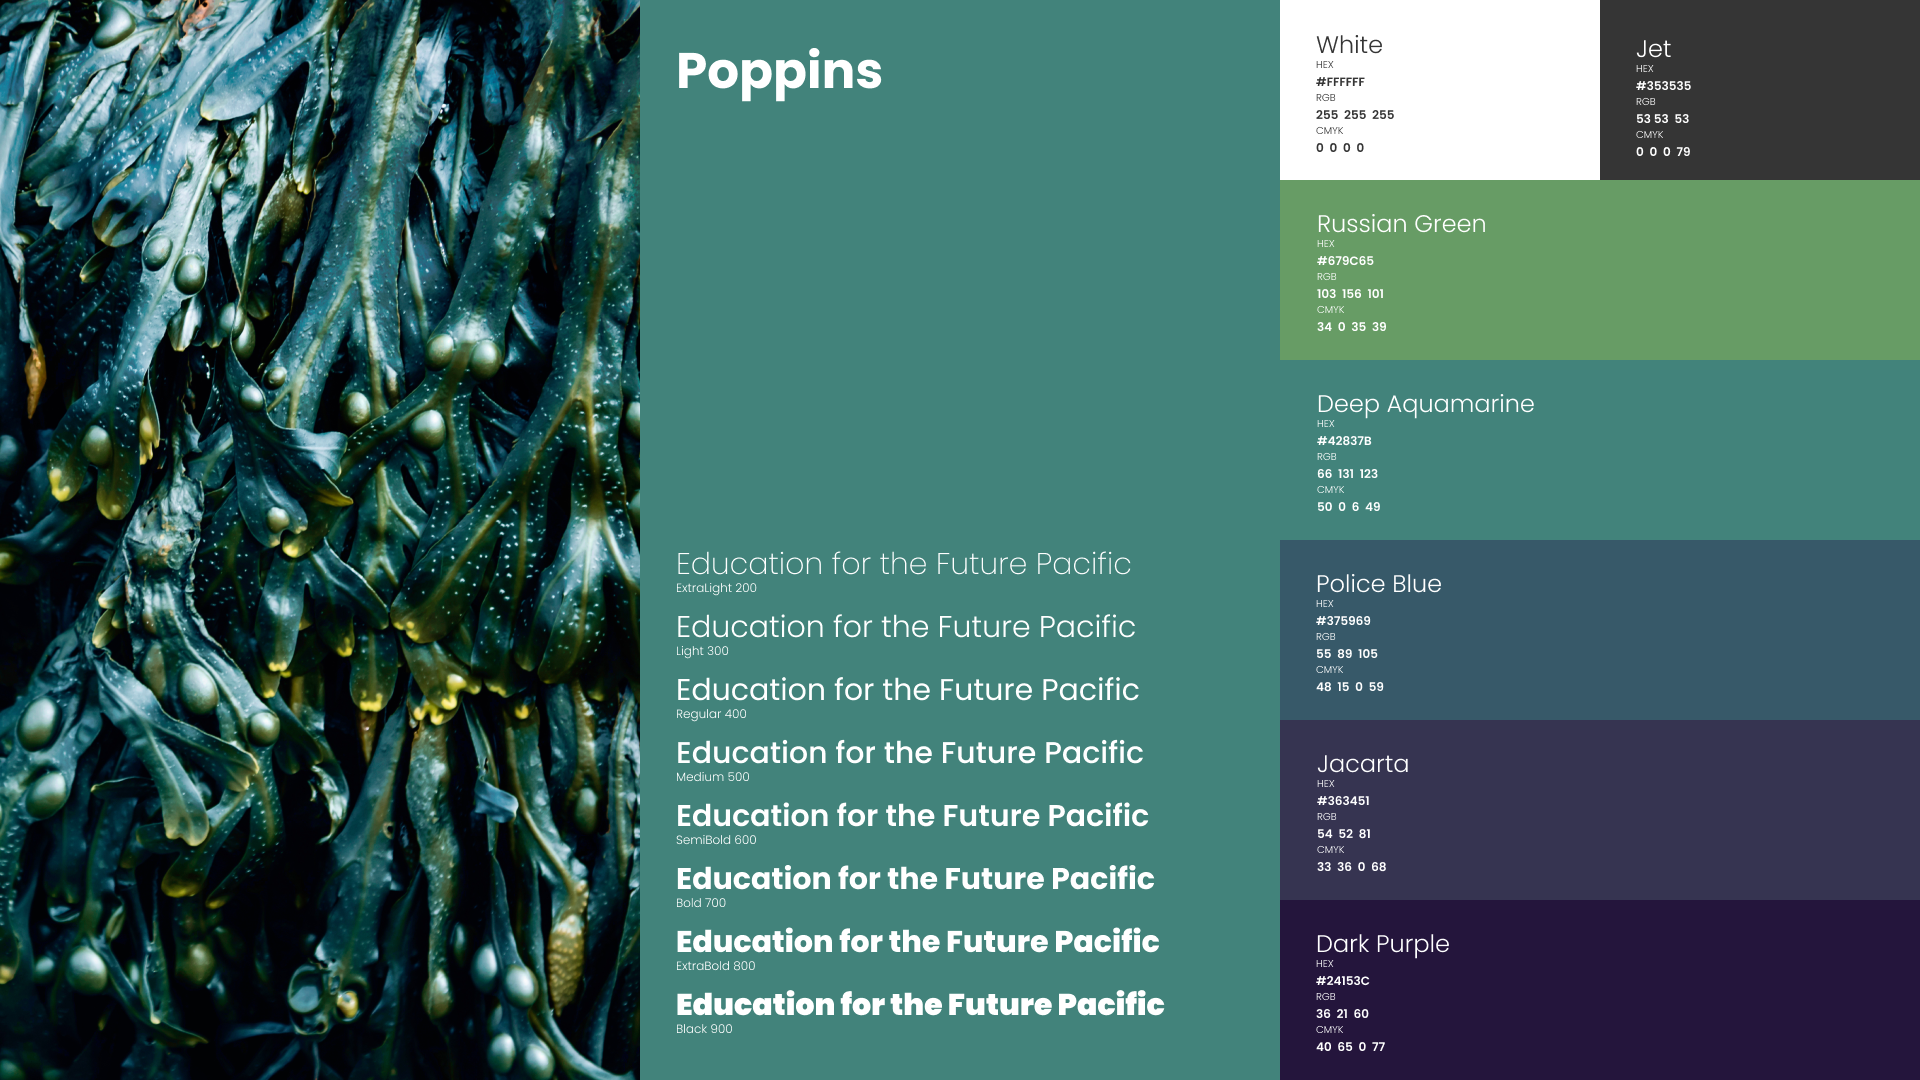 Poppins
Education for the Future Pacific
ExtraLight 200
Education for the Future Pacific
Light 300
Education for the Future Pacific
Regular 400
Education for the Future Pacific
Medium 500
Education for the Future Pacific
SemiBold 600
Education for the Future Pacific
Bold 700
Education for the Future Pacific
ExtraBold 800
Education for the Future Pacific
Black 900
White
HEX
#FFFFFF
RGB
255 255 255
CMYK
0 0 0 0
Jet
HEX
#353535
RGB
53 53 53
CMYK
0 0 0 79
Russian Green
HEX
#679C65
RGB
103 156 101
CMYK
34 0 35 39
Deep Aquamarine
HEX
#42837B
RGB
66 131 123
CMYK
50 0 6 49
Police Blue
HEX
#375969
RGB
55 89 105
CMYK
48 15 0 59
Jacarta
HEX
#363451
RGB
54 52 81
CMYK
33 36 0 68
Dark Purple
HEX
#24153C
RGB
36 21 60
CMYK
40 65 0 77